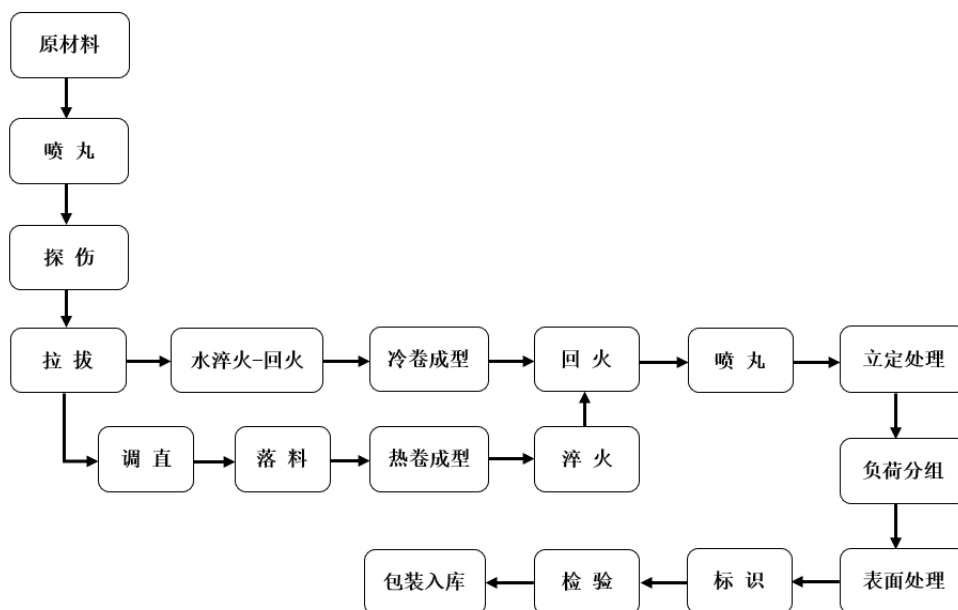 原材料
喷 丸
探 伤
拉 拔
水淬火-回火
冷卷成型
回 火
喷 丸
立定处理
调 直
落 料
热卷成型
淬 火
负荷分组
包装入库
检 验
标 识
表面处理